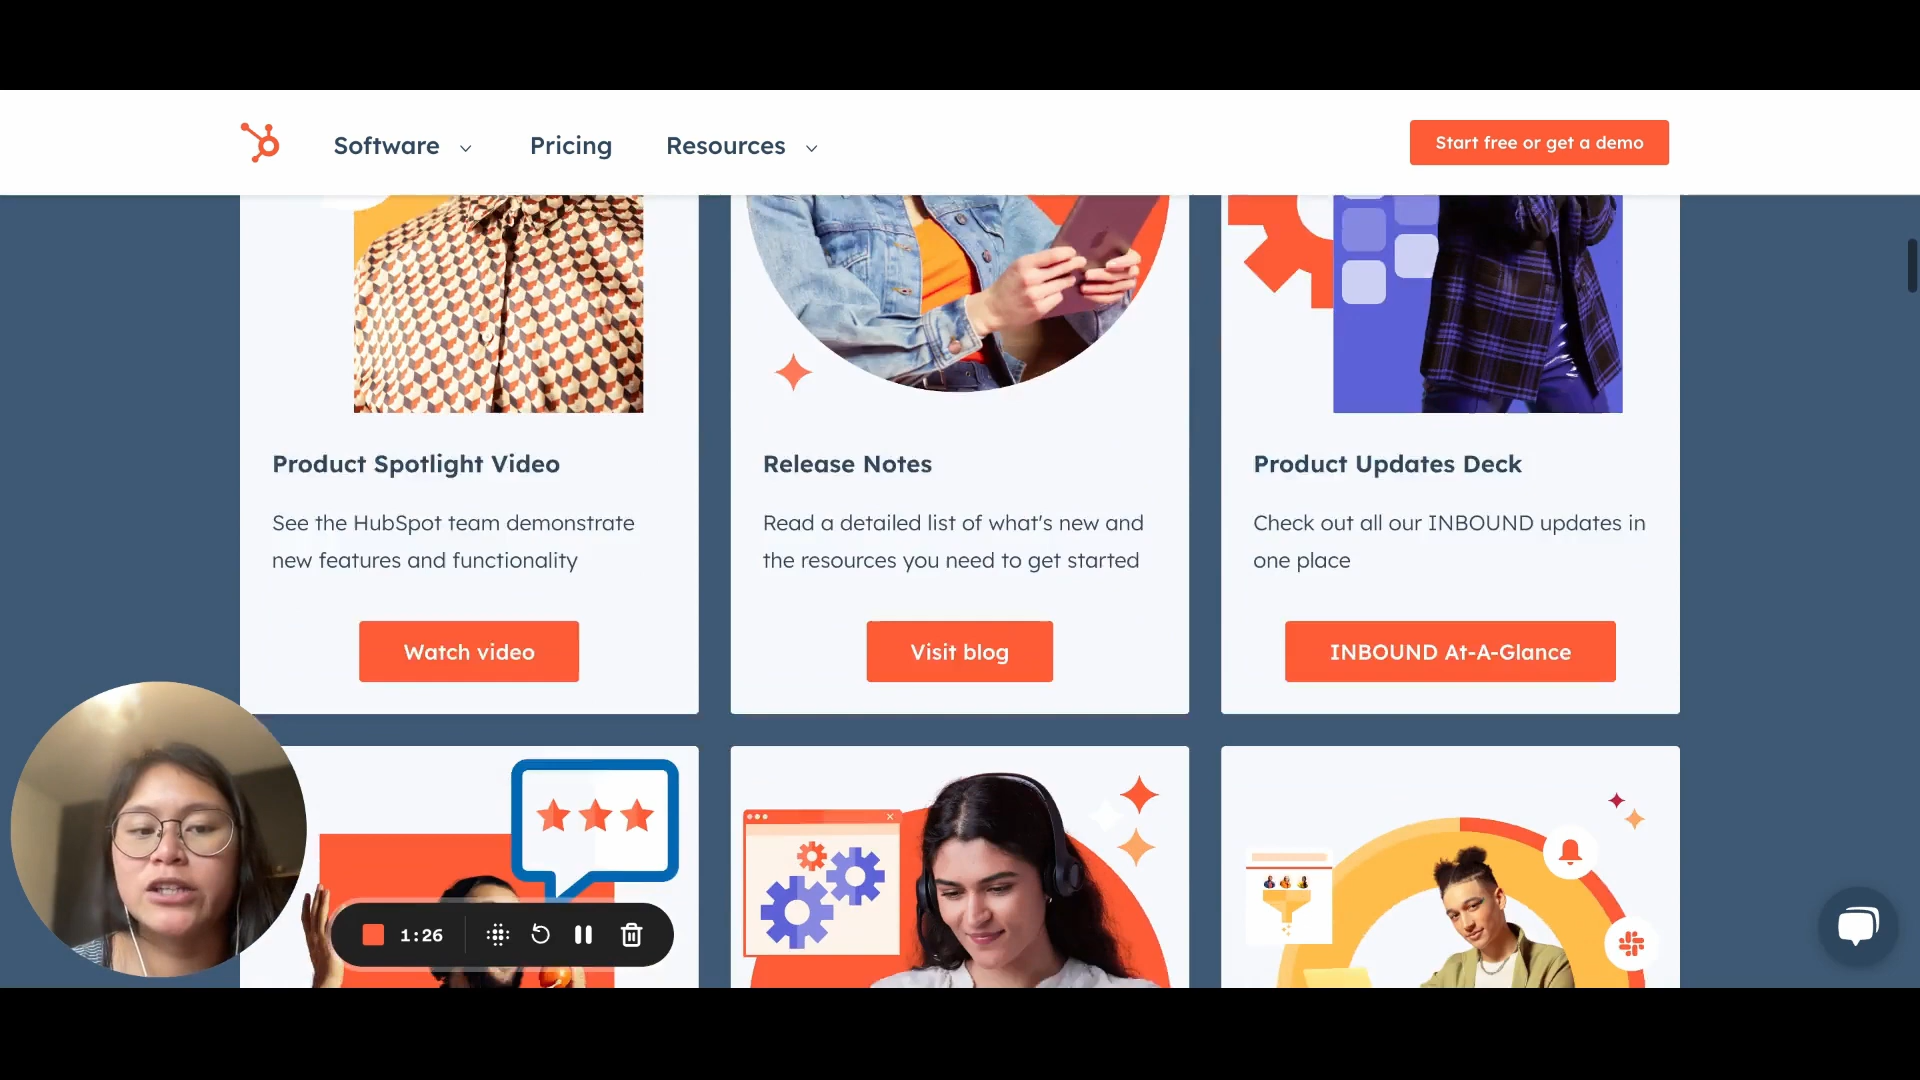 Software
Pricing
Resources
Start free or get a demo
Product Spotlight Video
See the HubSpot team demonstrate
new features and functionality
Watch video
Release Notes
Read a detailed list of what's new and
the resources you need to get started
Visit blog
Product Updates Deck
Check out all our INBOUND updates in
one place
INBOUND At-A-Glance
1:26